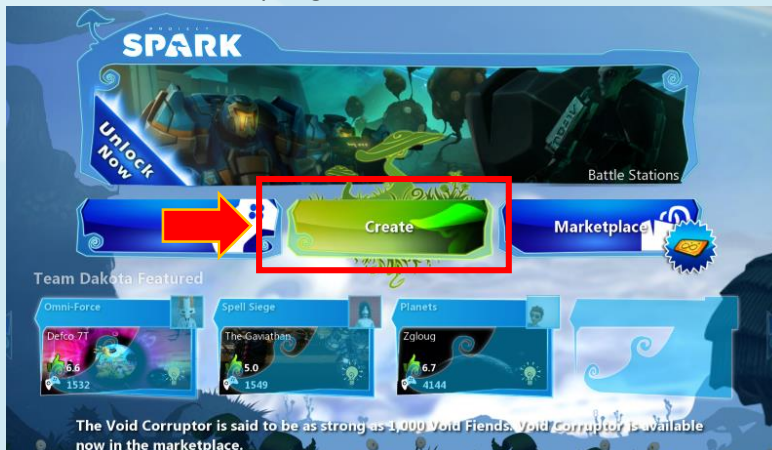 PROJECT
SPARK
Unlock
Now
Battle Stations
Create
Marketplace
Team Dakota Featured
Omni-Force
Spell Siege
Planets
Defco 7T
The Gaviathan
Zgloug
6.6
5.0
6.7
1532
1549
4144
The Void Corruptor is said to be as strong as 1,000 Void Fiends. Void Corruptor is available
now in the marketplace.